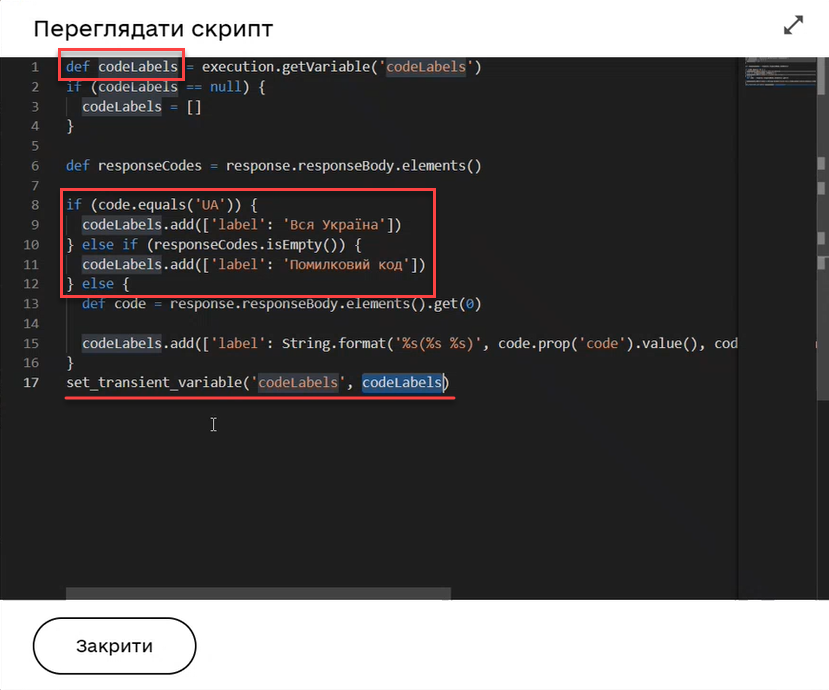 Переглядати скрипт
1 def codeLabels = execution.getVariable('codeLabels')
2 if (codeLabels == null) {
3 codeLabels = []
4 }
5
6 def responseCodes = response.responseBody.elements()
7
8 if (code.equals('UA')) {
9 codeLabels.add(['label': 'Вся Україна'])
10 } else if (responseCodes.isEmpty()) {
11 codeLabels.add(['label': 'Помилковий код'])
12 } else {
13 def code = response.responseBody.elements().get(0)
14
15 codeLabels.add(['label': String.format('%s(%s %s)', code.prop('code').value(), cod
16 }
17 set_transient_variable('codeLabels', codeLabels)
Закрити